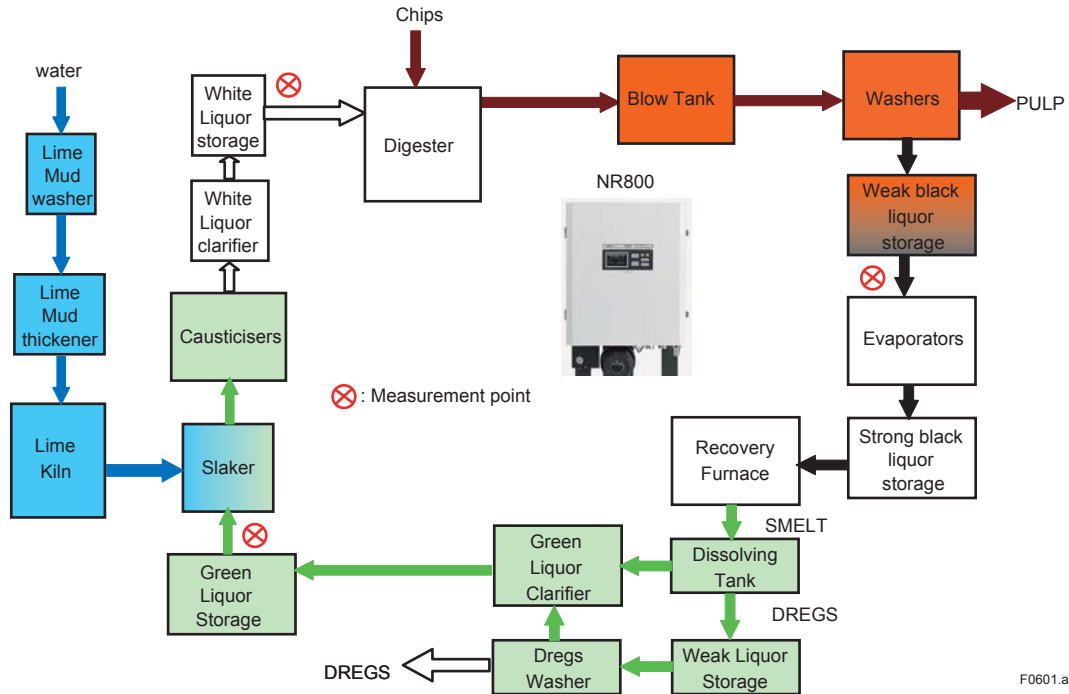 Chips
water
White
Liquor
storage
Digester
Blow Tank
Washers
PULP
Lime
Mud
washer
White
Liquor
clarifier
NR800
Weak black
liquor
storage
Lime
Mud
thickener
Causticisers
Evaporators
: Measurement point
Lime
Kiln
Slaker
Recovery
Furnace
Strong black
liquor
storage
SMELT
Green
Liquor
Storage
Green
Liquor
Clarifier
Dissolving
Tank
DREGS
DREGS
Dregs
Washer
Weak Liquor
Storage
F0601.a